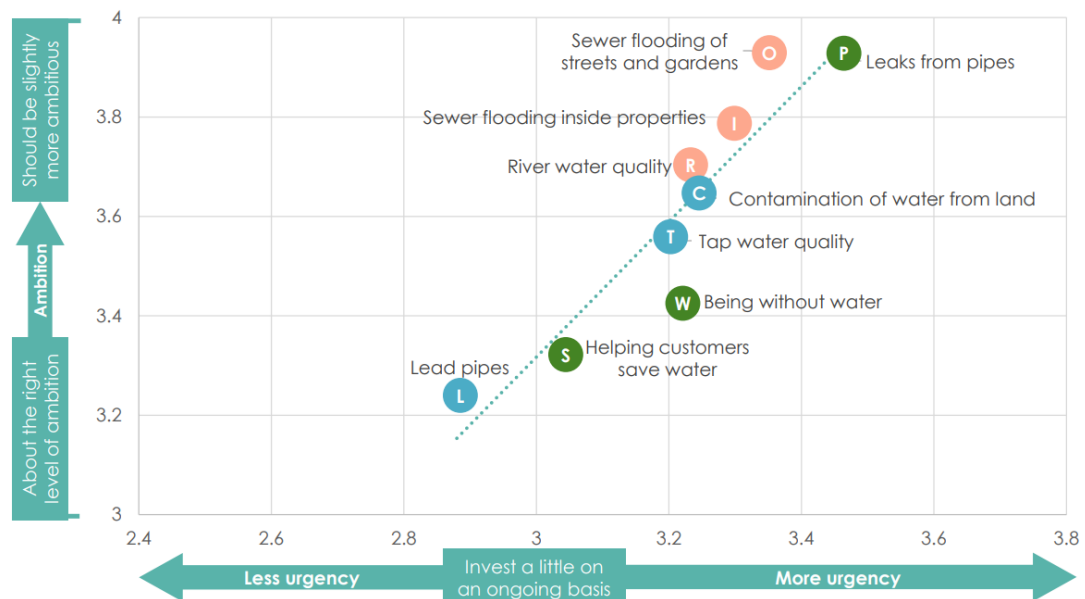 4
3.8
3.6
3.4
3.2
3
2.4
2.6
2.8
3
3.2
3.4
3.6
3.8
Should be slightly
more ambitious
Ambition
About the right
level of ambition
Sewer flooding of
streets and gardens
O
P
Leaks from pipes
Sewer flooding inside properties
I
River water quality
R
C
Contamination of water from land
T
Tap water quality
W
Being without water
S
Helping customers
save water
Lead pipes
L
Less urgency
Invest a little on
an ongoing basis
More urgency